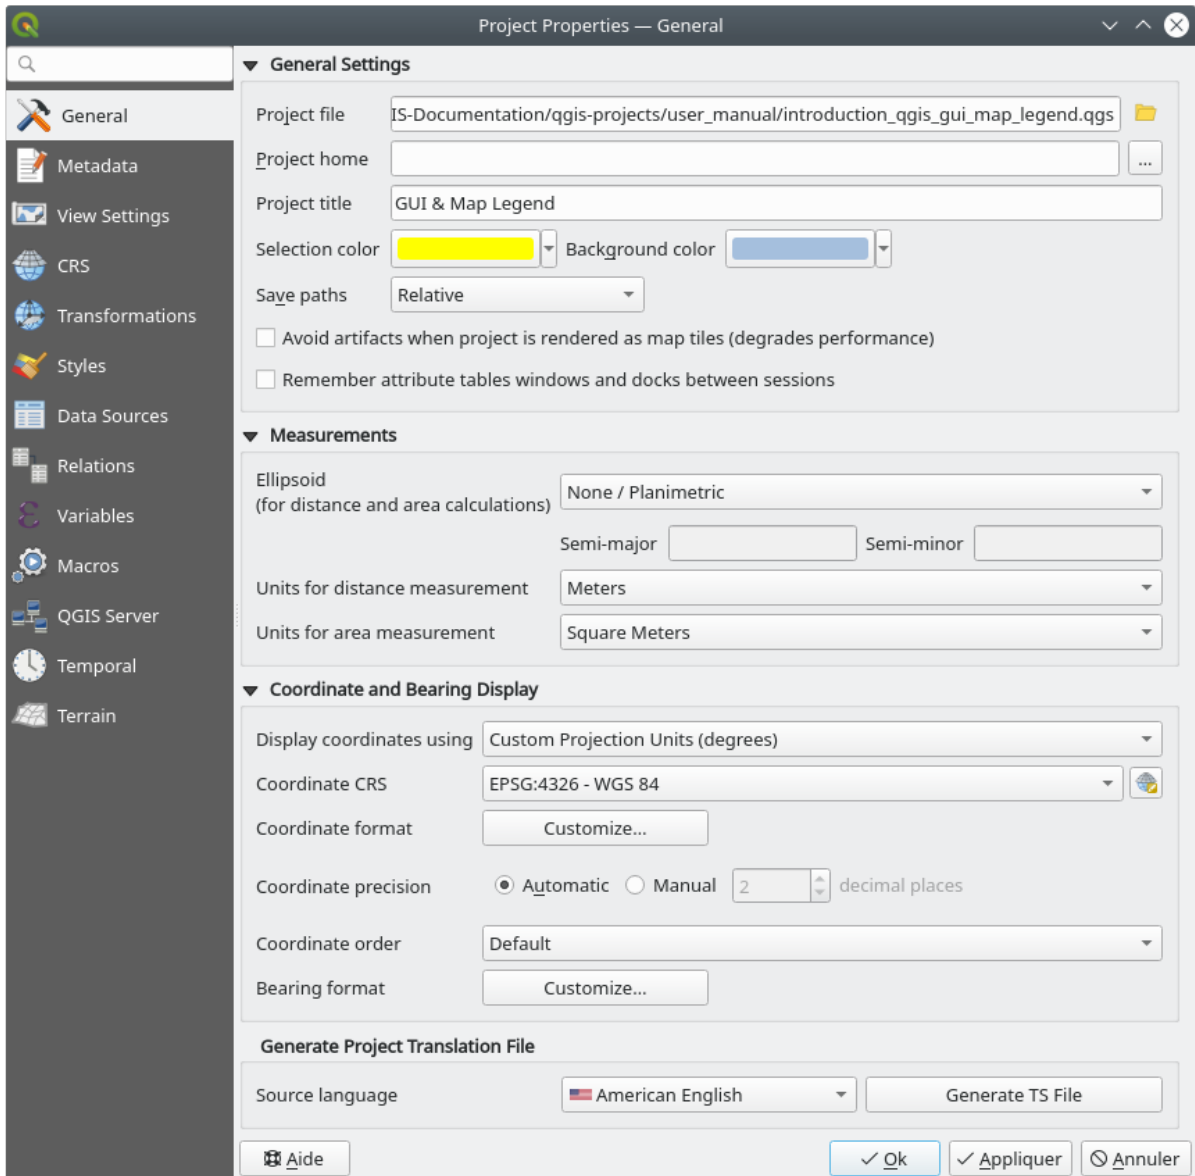 Project Properties — General
General
Metadata
View Settings
CRS
Transformations
Styles
Data Sources
Relations
Variables
Macros
QGIS Server
Temporal
Terrain
General Settings
Project file IS-Documentation/qgis-projects/user_manual/introduction_qgis_gui_map_legend.qgs
Project home ...
Project title GUI & Map Legend
Selection color Background color
Save paths Relative
Avoid artifacts when project is rendered as map tiles (degrades performance)
Remember attribute tables windows and docks between sessions
Measurements
Ellipsoid
(for distance and area calculations) None / Planimetric
Semi-major Semi-minor
Units for distance measurement Meters
Units for area measurement Square Meters
Coordinate and Bearing Display
Display coordinates using Custom Projection Units (degrees)
Coordinate CRS EPSG:4326 - WGS 84
Coordinate format Customize...
Coordinate precision Automatic Manual 2 decimal places
Coordinate order Default
Bearing format Customize...
Generate Project Translation File
Source language American English Generate TS File
Aide Ok Appliquer Annuler